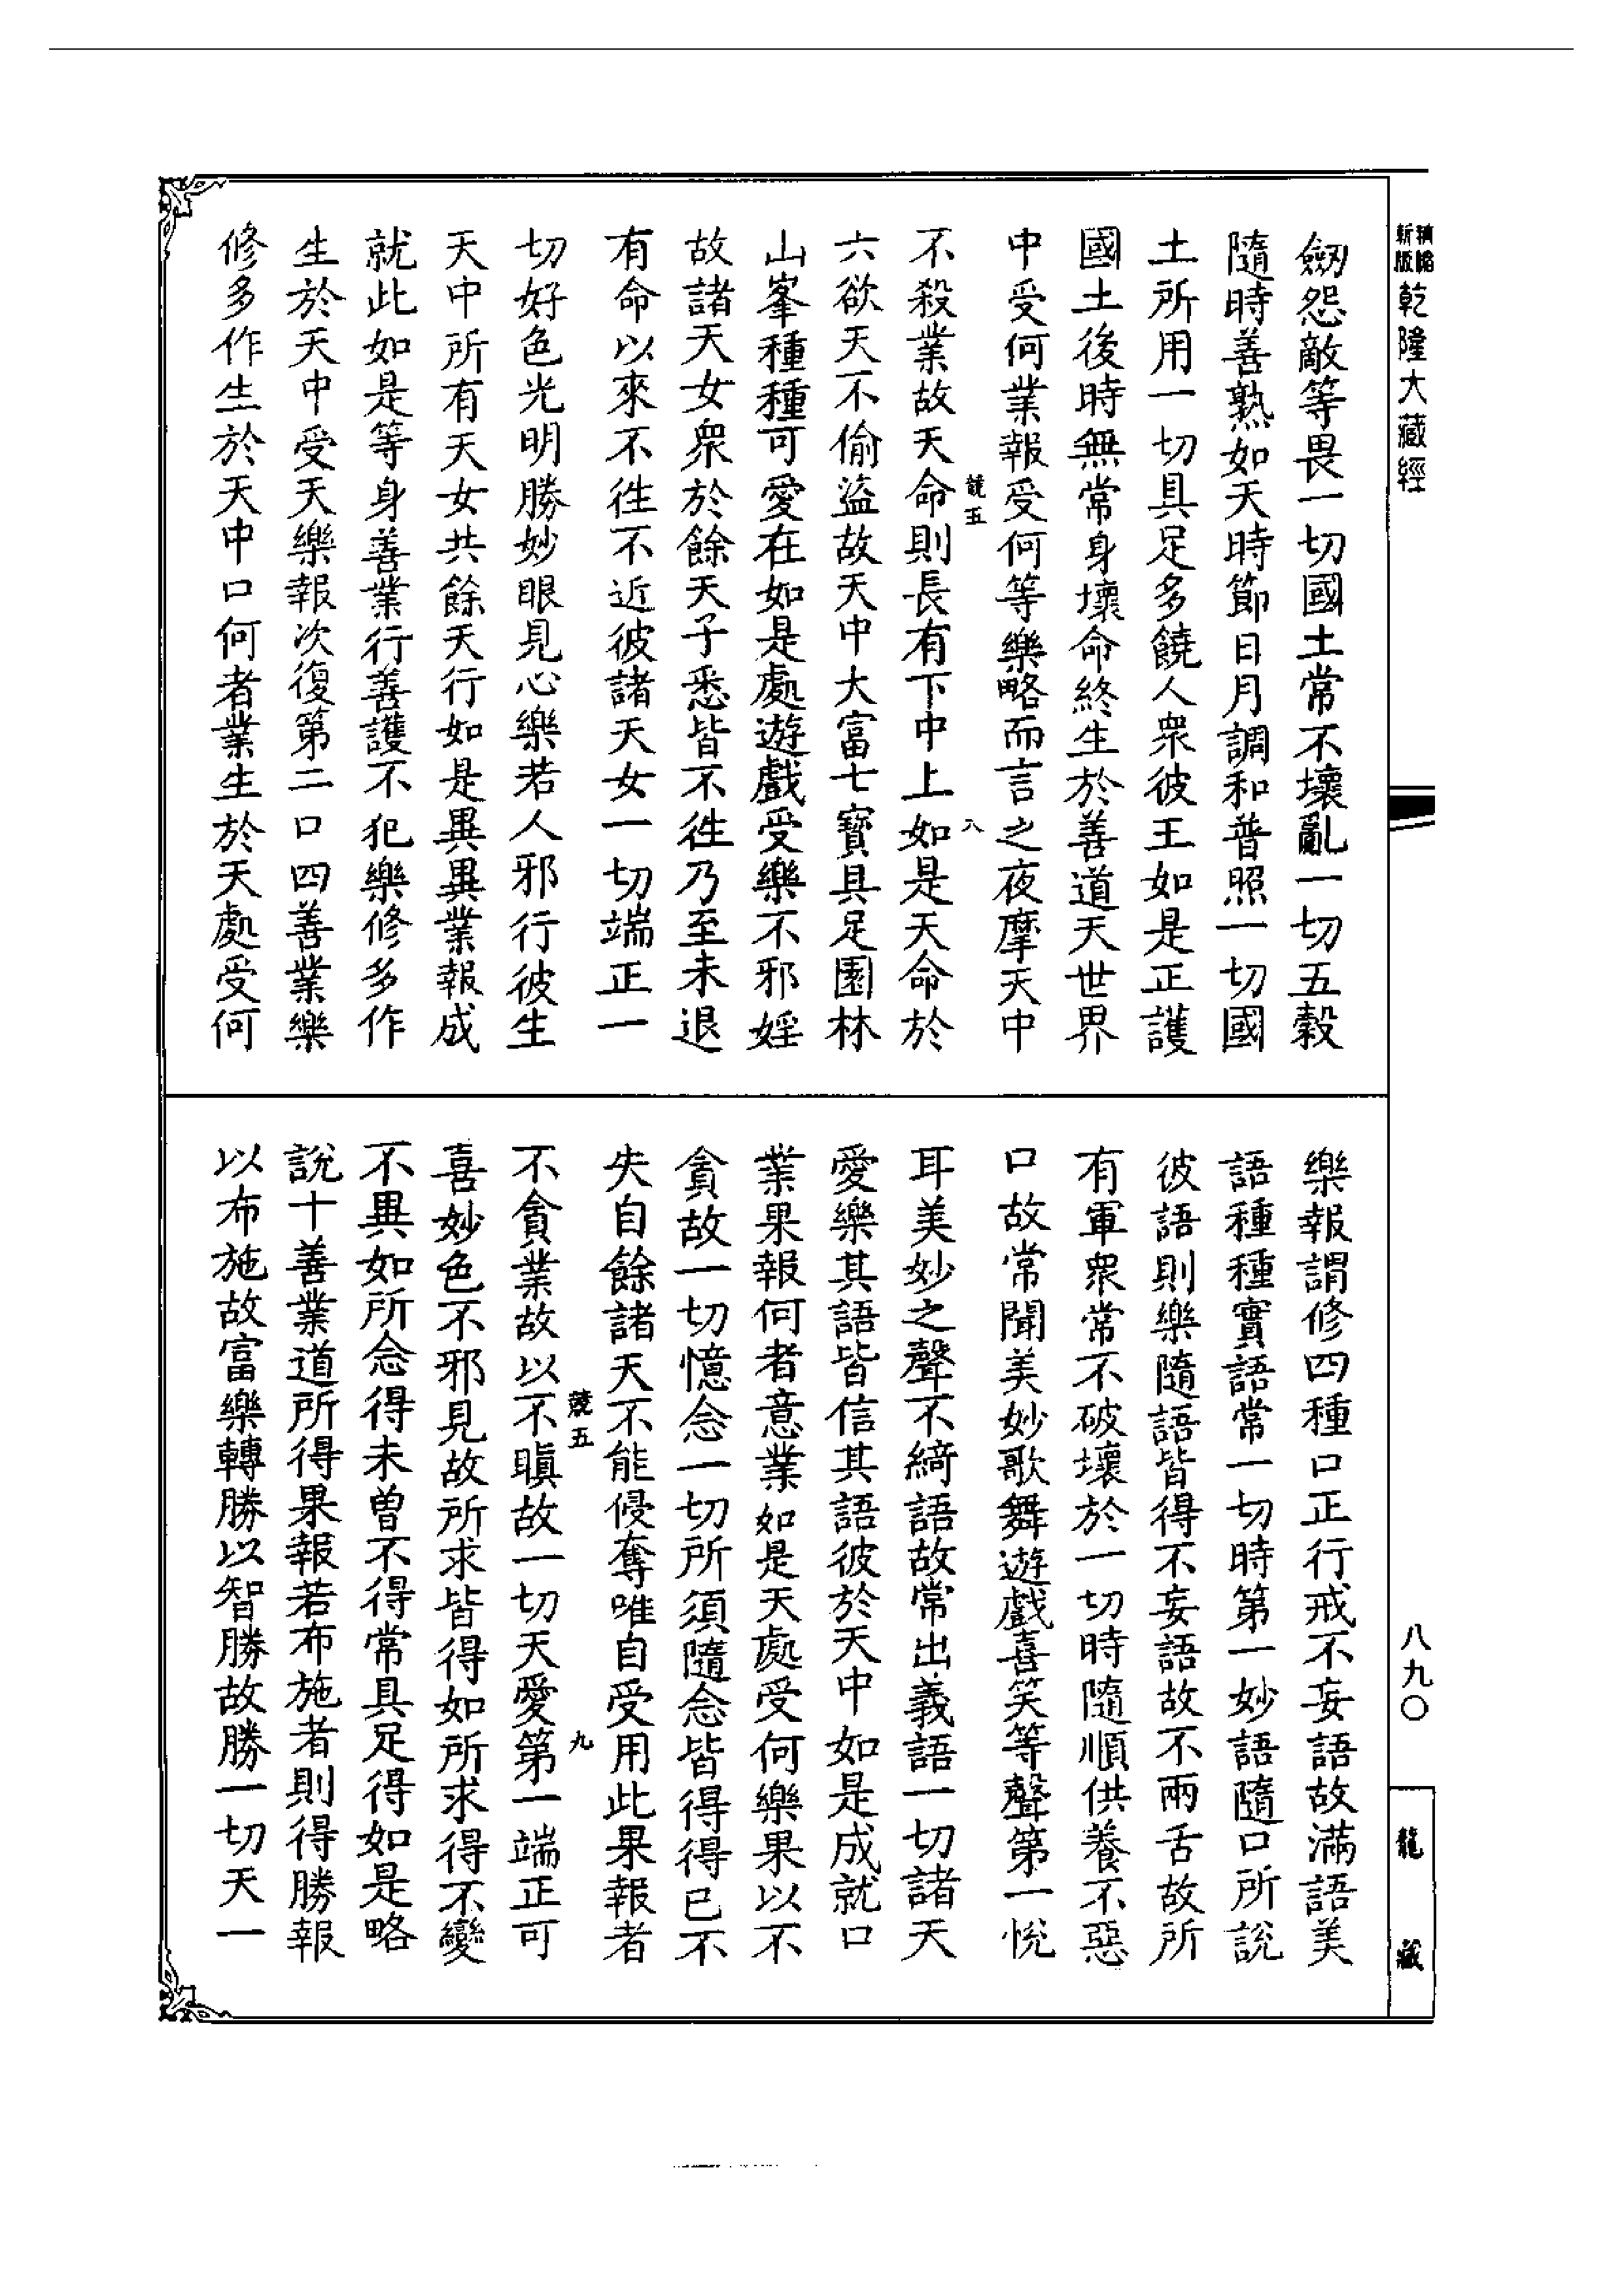 新版精縮乾隆大藏經
劒怨敵等畏一切國土常不壞亂一切五穀
隨時善熟如天時節日月調和普照一切國
土所用一切具足多饒人衆彼王如是正護
國土後時無常身壞命終生於善道天世界
中受何業報受何等樂略而言之夜摩天中
競五 八
不殺業故天命則長有下中上如是天命於
六欲天不偷盜故天中大富七寶具足園林
山峯種種可愛在如是處遊戲受樂不邪婬
故諸天女衆於餘天子悉皆不徃乃至未退
有命以來不徃不近彼諸天女一切端正一
切好色光明勝妙眼見心樂若人邪行彼生
天中所有天女共餘天行如是異異業報成
就此如是等身善業行善護不犯樂修多作
生於天中受天樂報次復第二口四善業樂
修多作生於天中口何者業生於天處受何
樂報謂修四種口正行戒不妄語故滿語美
語種種實語常一切時第一妙語隨口所說
彼語則樂隨語皆得不妄語故不兩舌故所
有軍衆常不破壞於一切時隨順供養不惡
口故常聞美妙歌舞遊戲喜笑等聲第一悅
耳美妙之聲不綺語故常出義語一切諸天
愛樂其語皆信其語彼於天中如是成就口
業果報何者意業如是天處受何樂果以不
貪故一切憶念一切所須隨念皆得得已不
失自餘諸天不能侵奪唯自受用此果報者
競五 九
不貪業故以不瞋故一切天愛第一端正可
喜妙色不邪見故所求皆得如所求得不變
不異如所念得未曾不得常具足得如是略
說十善業道所得果報若布施者則得勝報
以布施故富樂轉勝以智勝故勝一切天一
八九〇
龍藏